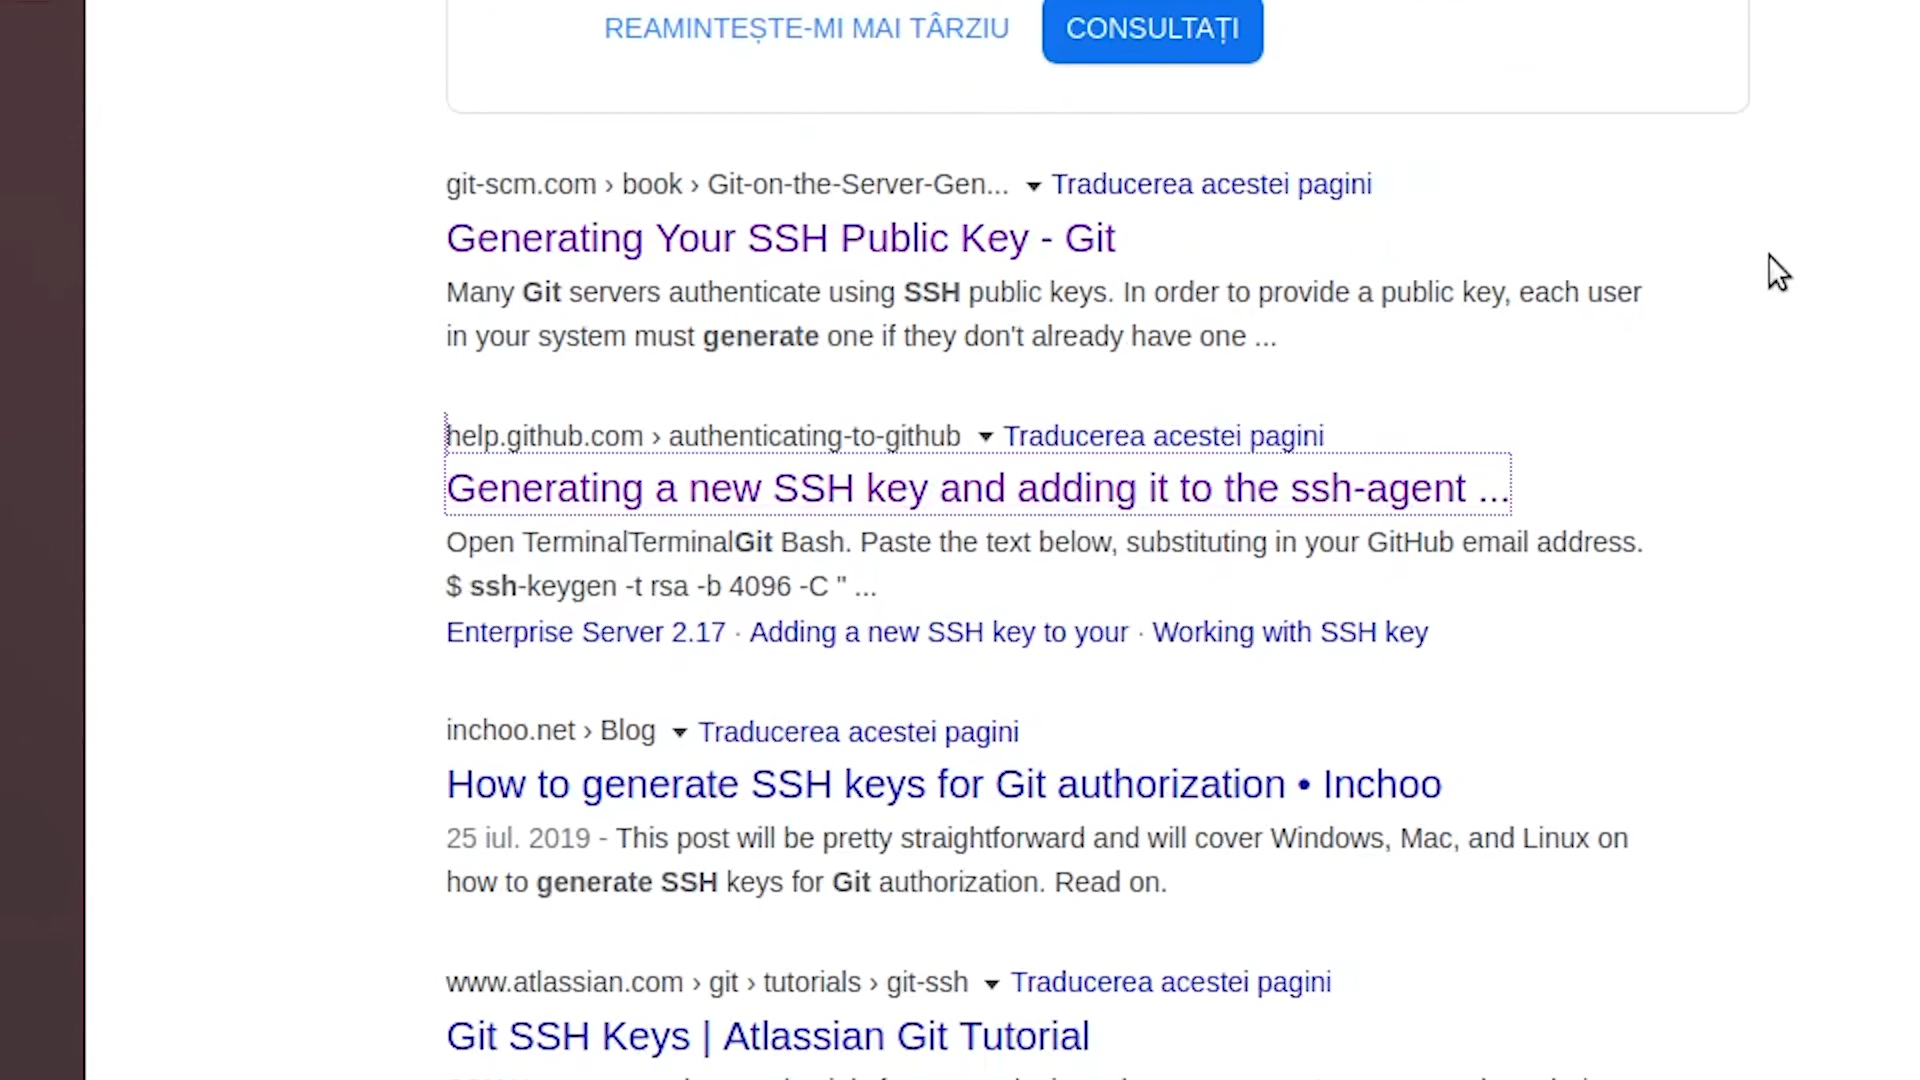 REAMINTEȘTE-MI MAI TÂRZIU CONSULTAȚI
git-scm.com › book › Git-on-the-Server-Gen... Traducerea acestei pagini
Generating Your SSH Public Key - Git
Many Git servers authenticate using SSH public keys. In order to provide a public key, each user
in your system must generate one if they don't already have one ...
help.github.com › authenticating-to-github Traducerea acestei pagini
Generating a new SSH key and adding it to the ssh-agent ...
Open TerminalTerminalGit Bash. Paste the text below, substituting in your GitHub email address.
$ ssh-keygen -t rsa -b 4096 -C " ...
Enterprise Server 2.17 · Adding a new SSH key to your · Working with SSH key
inchoo.net › Blog Traducerea acestei pagini
How to generate SSH keys for Git authorization • Inchoo
25 iul. 2019 - This post will be pretty straightforward and will cover Windows, Mac, and Linux on
how to generate SSH keys for Git authorization. Read on.
www.atlassian.com › git › tutorials › git-ssh Traducerea acestei pagini
Git SSH Keys | Atlassian Git Tutorial